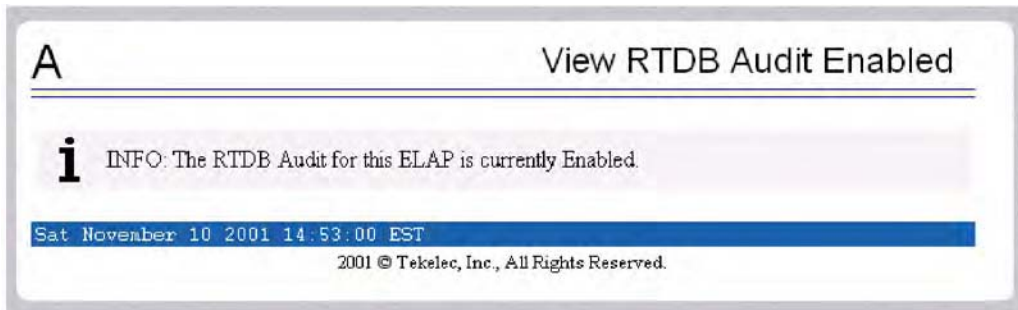 A View RTDB Audit Enabled
i INFO: The RTDB Audit for this ELAP is currently Enabled.
Sat November 10 2001 14:53:00 EST
2001 © Tekelec, Inc., All Rights Reserved.